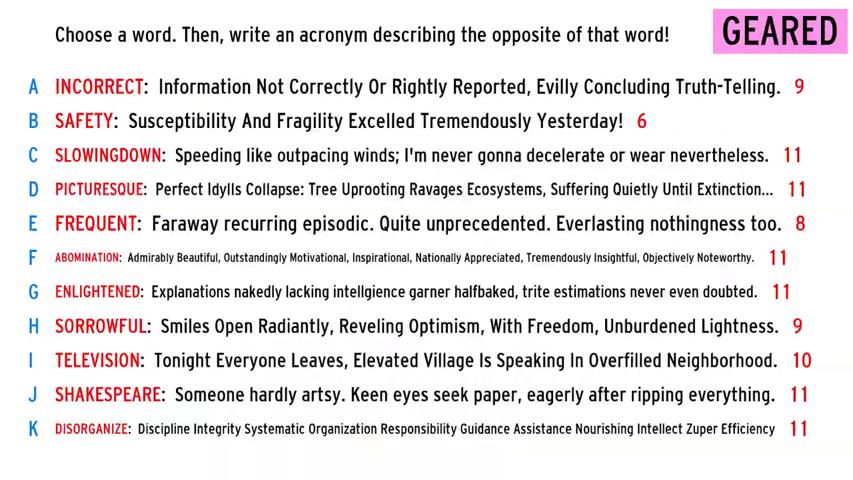 Choose a word. Then, write an acronym describing the opposite of that word!
GEARED
A INCORRECT: Information Not Correctly Or Rightly Reported, Evilly Concluding Truth-Telling. 9
B SAFETY: Susceptibility And Fragility Excelled Tremendously Yesterday! 6
C SLOWINGDOWN: Speeding like outpacing winds; I'm never gonna decelerate or wear nevertheless. 11
D PICTURESQUE: Perfect Idylls Collapse: Tree Uprooting Ravages Ecosystems, Suffering Quietly Until Extinction... 11
E FREQUENT: Faraway recurring episodic. Quite unprecedented. Everlasting nothingness too. 8
F ABOMINATION: Admirably Beautiful, Outstandingly Motivational, Inspirational, Nationally Appreciated, Tremendously Insightful, Objectively Noteworthy. 11
G ENLIGHTENED: Explanations nakedly lacking intellgience garner halfbaked, trite estimations never even doubted. 11
H SORROWFUL: Smiles Open Radiantly, Reveling Optimism, With Freedom, Unburdened Lightness. 9
I TELEVISION: Tonight Everyone Leaves, Elevated Village Is Speaking In Overfilled Neighborhood. 10
J SHAKESPEARE: Someone hardly artsy. Keen eyes seek paper, eagerly after ripping everything. 11
K DISORGANIZE: Discipline Integrity Systematic Organization Responsibility Guidance Assistance Nourishing Intellect Zuper Efficiency 11